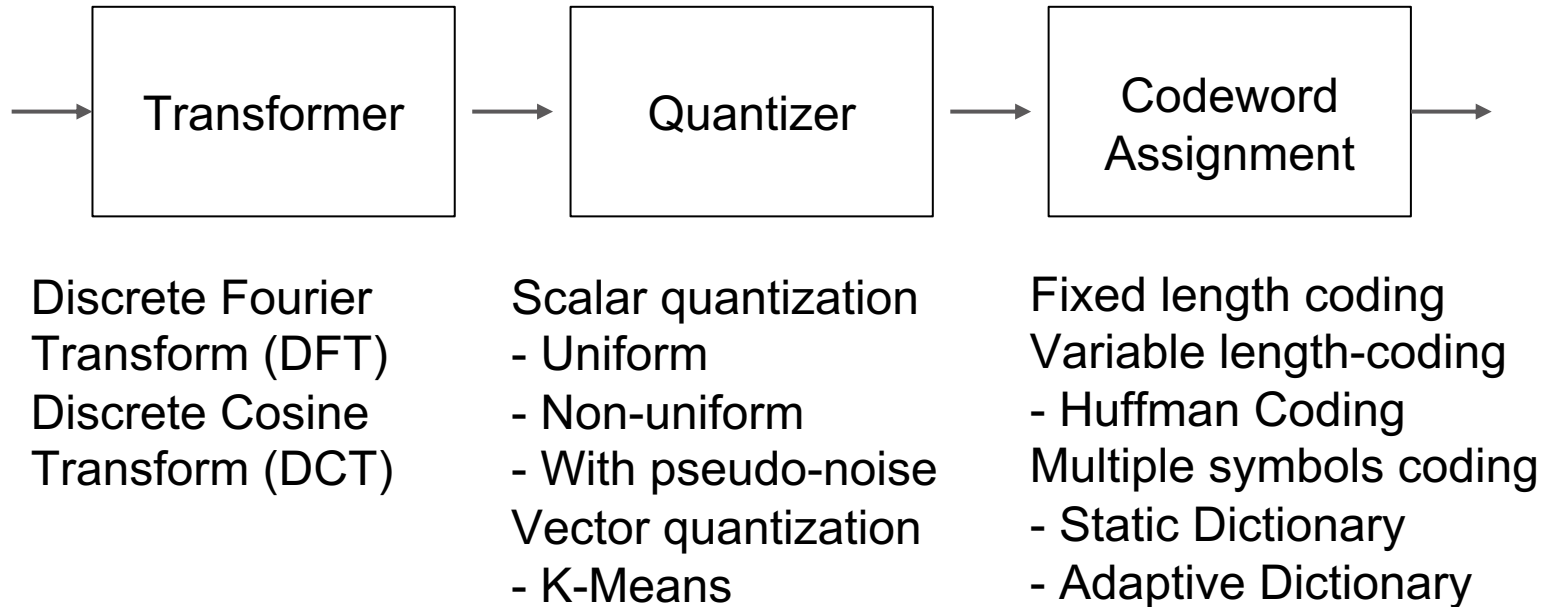 Transformer
Quantizer
Codeword
Assignment
Discrete Fourier
Transform (DFT)
Discrete Cosine
Transform (DCT)
Scalar quantization
- Uniform
- Non-uniform
- With pseudo-noise
Vector quantization
- K-Means
Fixed length coding
Variable length-coding
- Huffman Coding
Multiple symbols coding
- Static Dictionary
- Adaptive Dictionary